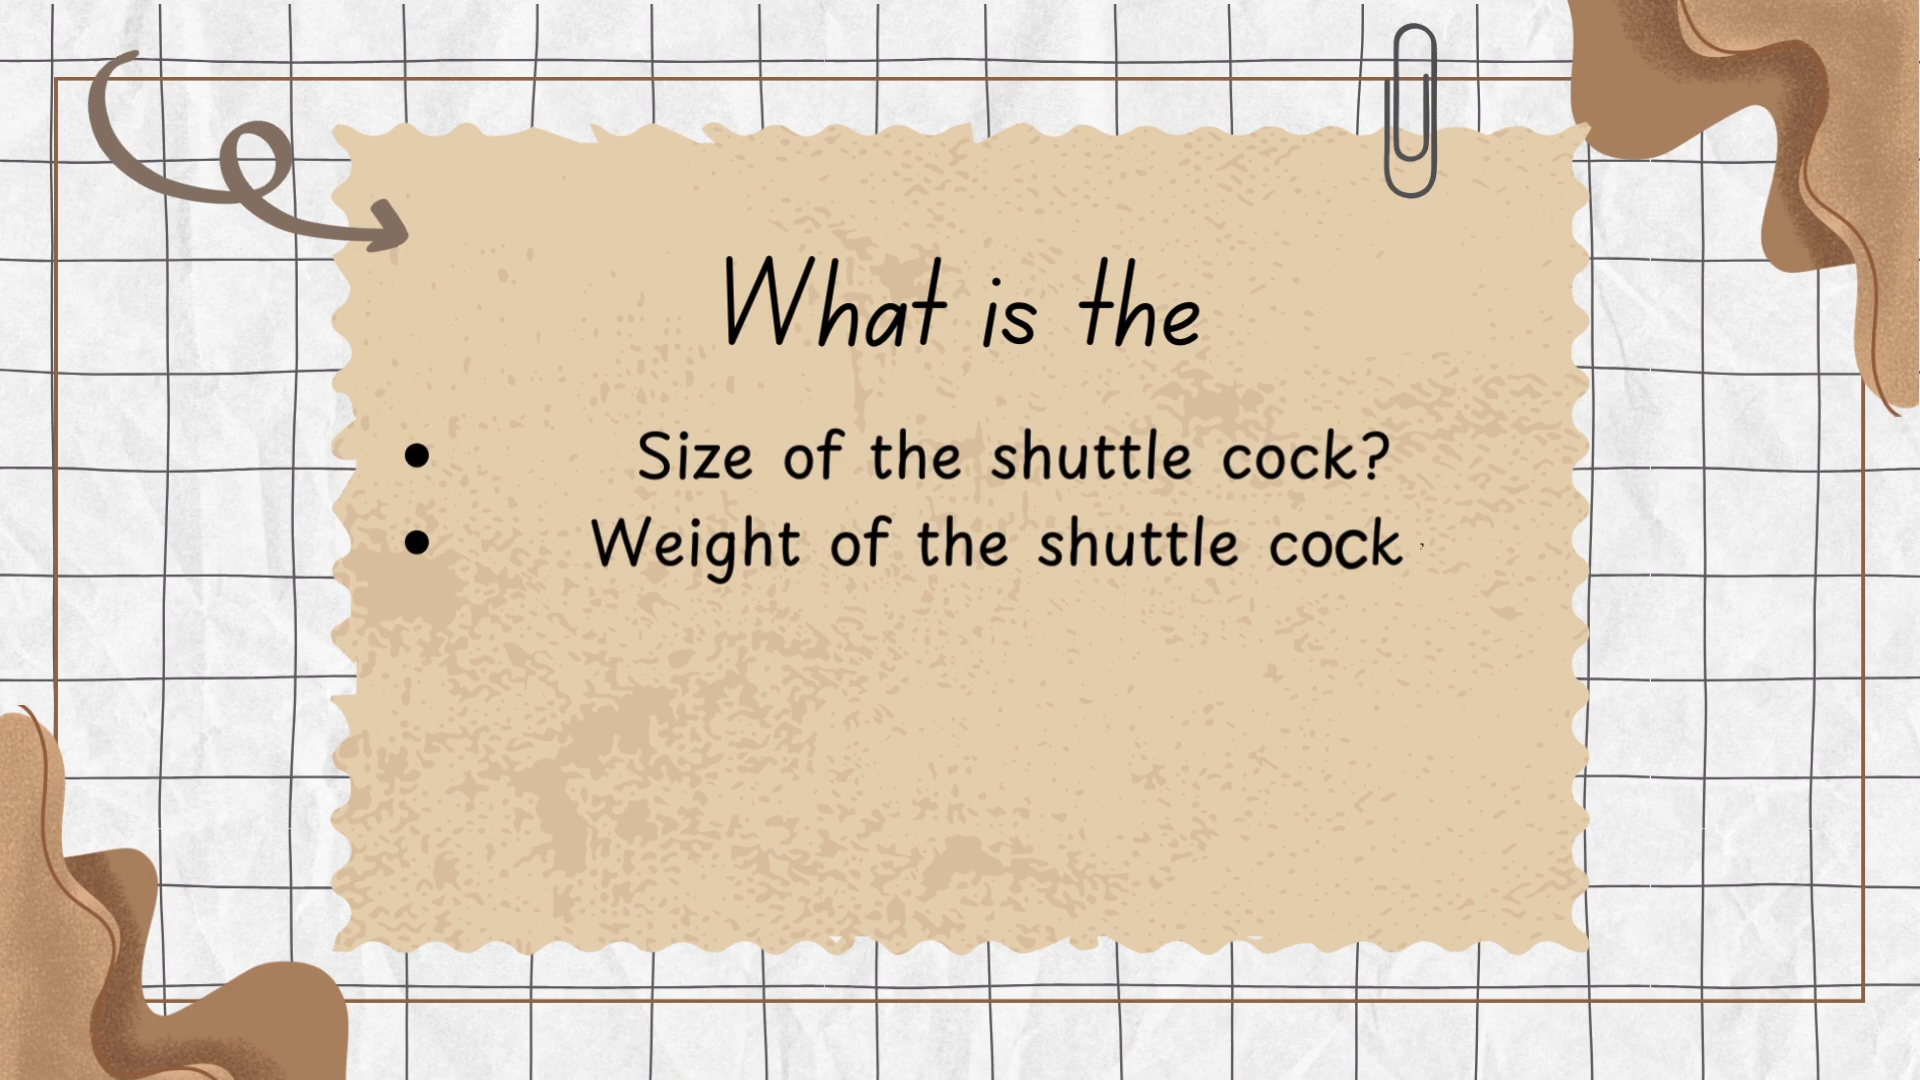 What is the
• Size of the shuttle cock?
• Weight of the shuttle cock